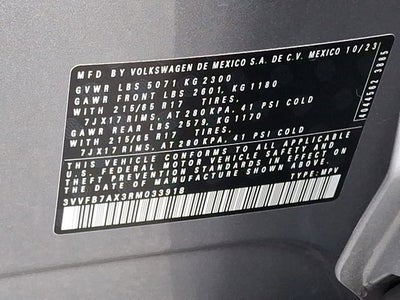 MFD BY VOLKSWAGEN DE MEXICO S.A. DE C.V. MEXICO 10/23
GVWR LBS 5071 KG 2300
GAWR FRONT LBS 2601, KG 1180
WITH 215/65 R17 TIRES,
7JX17 RIMS, AT 280 KPA, 41 PSI COLD
GAWR REAR LBS 2579, KG 1170
WITH 215/65 R17 TIRES,
7JX17 RIMS, AT 280 KPA, 41 PSI COLD
THIS VEHICLE CONFORMS TO ALL APPLICABLE
U.S. FEDERAL MOTOR VEHICLE SAFETY AND
THEFT PREVENTION STANDARDS IN EFFECT ON
THE DATE OF MANUFACTURE SHOWN ABOVE
3VVFB7AX3RM033918 TYPE: MPV